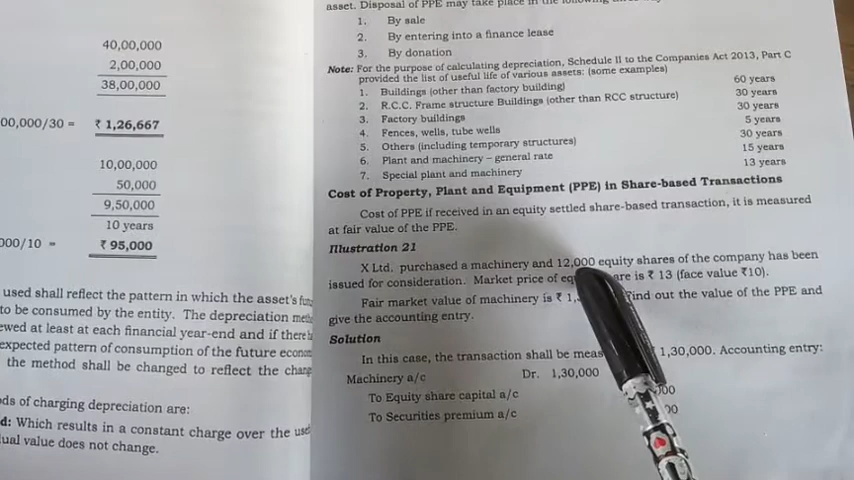 40,00,000
2,00,000
38,00,000
00,000/30 = ₹ 1,26,667
10,00,000
50,000
9,50,000
10 years
000/10 = ₹ 95,000
used shall reflect the pattern in which the asset's
to be consumed by the entity. The depreciation
ewed at least at each financial year-end and if there
expected pattern of consumption of the future
the method shall be changed to reflect the
ds of charging depreciation are:
d: Which results in a constant charge over the
ual value does not change.
asset. Disposal of PPE may take place in the following
1. By sale
2. By entering into a finance lease
3. By donation
Note: For the purpose of calculating depreciation, Schedule II to the Companies Act 2013, Part C
provided the list of useful life of various assets: (some examples)
1. Buildings (other than factory building) 60 years
2. R.C.C. Frame structure Buildings (other than RCC structure) 30 years
3. Factory buildings 30 years
4. Fences, wells, tube wells 5 years
5. Others (including temporary structures) 30 years
6. Plant and machinery – general rate 15 years
7. Special plant and machinery 13 years
Cost of Property, Plant and Equipment (PPE) in Share-based Transactions
Cost of PPE if received in an equity settled share-based transaction, it is measured
at fair value of the PPE.
Illustration 21
X Ltd. purchased a machinery and 12,000 equity shares of the company has been
issued for consideration. Market price of are is ₹ 13 (face value ₹10).
Fair market value of machinery is ₹ 1, Find out the value of the PPE and
give the accounting entry.
Solution
In this case, the transaction shall be 1,30,000. Accounting entry:
Machinery a/c Dr. 1,30,000
To Equity share capital a/c 000
To Securities premium a/c 00